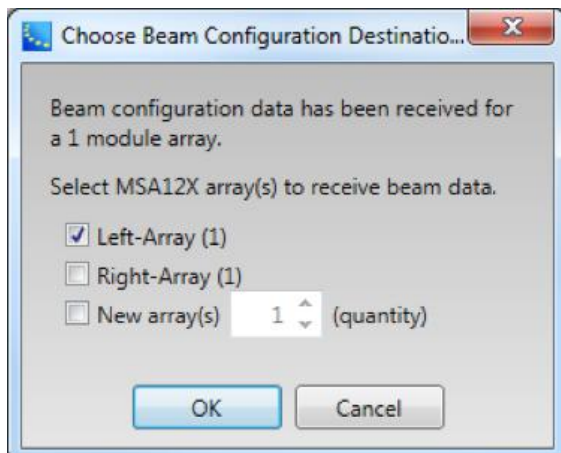 Choose Beam Configuration Destinatio...
Beam configuration data has been received for
a 1 module array.
Select MSA12X array(s) to receive beam data.
Left-Array (1)
Right-Array (1)
New array(s) 1 (quantity)
OK Cancel